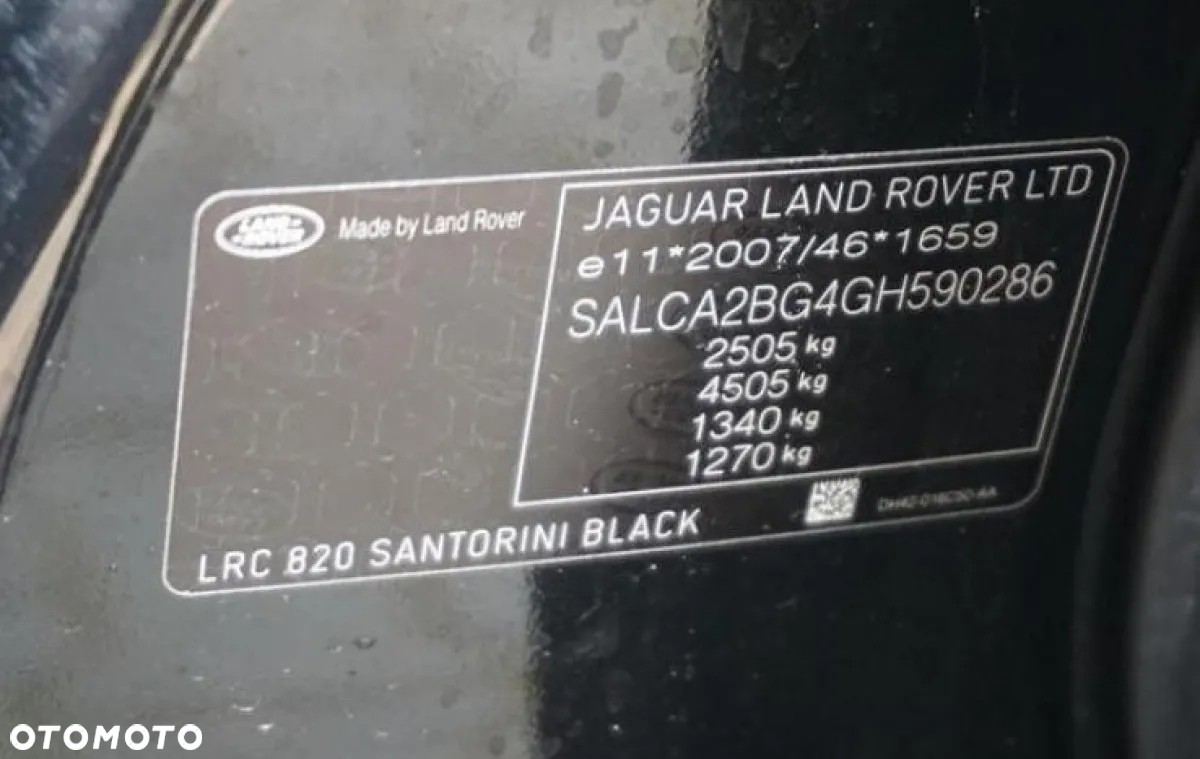 LAND ROVER
Made by Land Rover
JAGUAR LAND ROVER LTD
e11*2007/46*1659
SALCA2BG4GH590286
2505 kg
4505 kg
1340 kg
1270 kg
LRC 820 SANTORINI BLACK
OTOMOTO